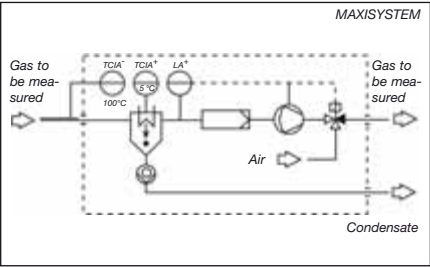 MAXISYSTEM
Gas to
be mea-
sured
TCIA⁻
TCIA⁺
LA⁺
5 °C
100°C
Gas to
be mea-
sured
Air
Condensate